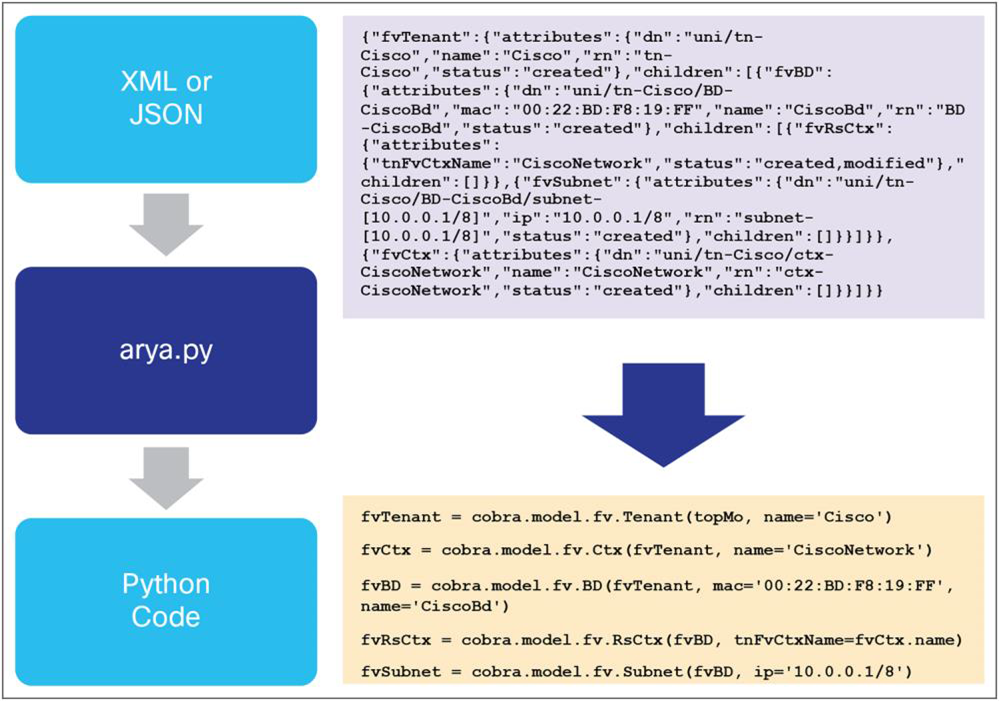 XML or
JSON
arya.py
Python
Code
{"fvTenant":{"attributes":{"dn":"uni/tn-
Cisco","name":"Cisco","rn":"tn-
Cisco","status":"created"},"children":[{"fvBD":
{"attributes":{"dn":"uni/tn-Cisco/BD-
CiscoBd","mac":"00:22:BD:F8:19:FF","name":"CiscoBd","rn":"BD
-CiscoBd","status":"created"},"children":[{"fvRsCtx":
{"attributes":
{"tnFvCtxName":"CiscoNetwork","status":"created,modified"},"
children":[]}},{"fvSubnet":{"attributes":{"dn":"uni/tn-
Cisco/BD-CiscoBd/subnet-
[10.0.0.1/8]","ip":"10.0.0.1/8","rn":"subnet-
[10.0.0.1/8]","status":"created"},"children":[]}}]}},
{"fvCtx":{"attributes":{"dn":"uni/tn-Cisco/ctx-
CiscoNetwork","name":"CiscoNetwork","rn":"ctx-
CiscoNetwork","status":"created"},"children":[]}}]}}
fvTenant = cobra.model.fv.Tenant(topMo, name='Cisco')
fvCtx = cobra.model.fv.Ctx(fvTenant, name='CiscoNetwork')
fvBD = cobra.model.fv.BD(fvTenant, mac='00:22:BD:F8:19:FF',
name='CiscoBd')
fvRsCtx = cobra.model.fv.RsCtx(fvBD, tnFvCtxName=fvCtx.name)
fvSubnet = cobra.model.fv.Subnet(fvBD, ip='10.0.0.1/8')